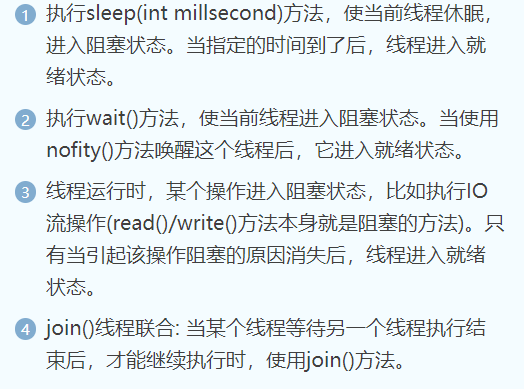 1 执行sleep(int millsecond)方法，使当前线程休眠，
进入阻塞状态。当指定的时间到了后，线程进入就
绪状态。
2 执行wait()方法，使当前线程进入阻塞状态。当使用
nofity()方法唤醒这个线程后，它进入就绪状态。
3 线程运行时，某个操作进入阻塞状态，比如执行IO
流操作(read()/write()方法本身就是阻塞的方法)。只
有当引起该操作阻塞的原因消失后，线程进入就绪
状态。
4 join()线程联合: 当某个线程等待另一个线程执行结
束后，才能继续执行时，使用join()方法。